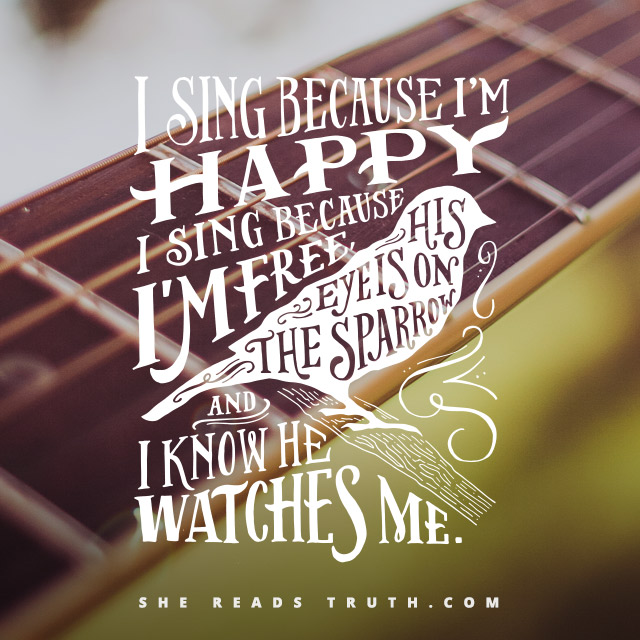 I SING BECAUSE I'M
HAPPY
I SING BECAUSE
I'M FREE,
HIS
EYE IS ON
THE SPARROW
AND
I KNOW HE
WATCHES ME.
SHE READS TRUTH.COM